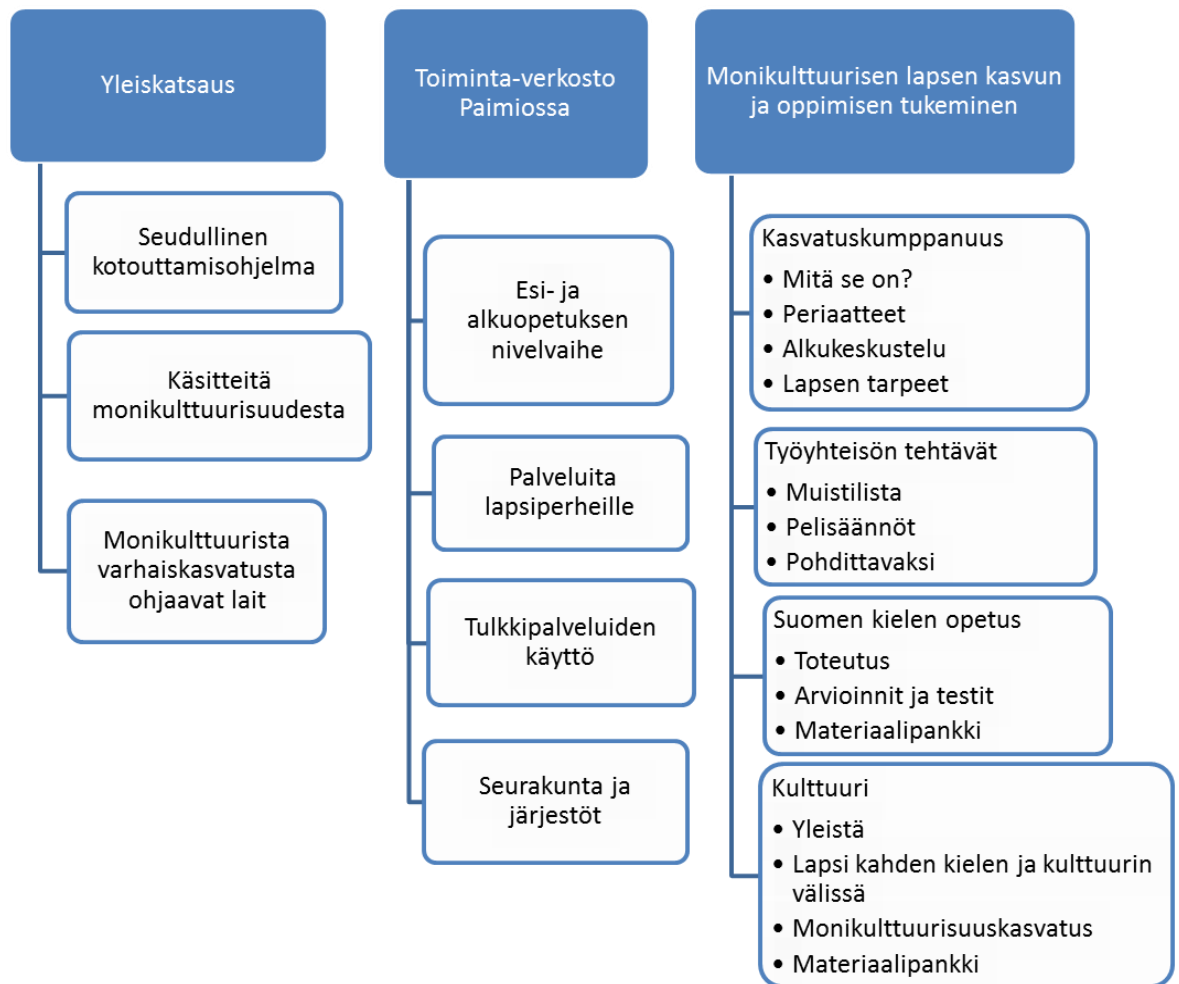 Yleiskatsaus
Seudullinen
kotouttamisohjelma
Käsitteitä
monikulttuurisuudesta
Monikulttuurista
varhaiskasvatusta
ohjaavat lait
Toiminta-verkosto
Paimiossa
Esi- ja
alkuopetuksen
nivelvaihe
Palveluita
lapsiperheille
Tulkkipalveluiden
käyttö
Seurakunta ja
järjestöt
Monikulttuurisen lapsen kasvun
ja oppimisen tukeminen
Kasvatuskumppanuus
• Mitä se on?
• Periaatteet
• Alkukeskustelu
• Lapsen tarpeet
Työyhteisön tehtävät
• Muistilista
• Pelisäännöt
• Pohdittavaksi
Suomen kielen opetus
• Toteutus
• Arvioinnit ja testit
• Materiaalipankki
Kulttuuri
• Yleistä
• Lapsi kahden kielen ja kulttuurin
välissä
• Monikulttuurisuuskasvatus
• Materiaalipankki